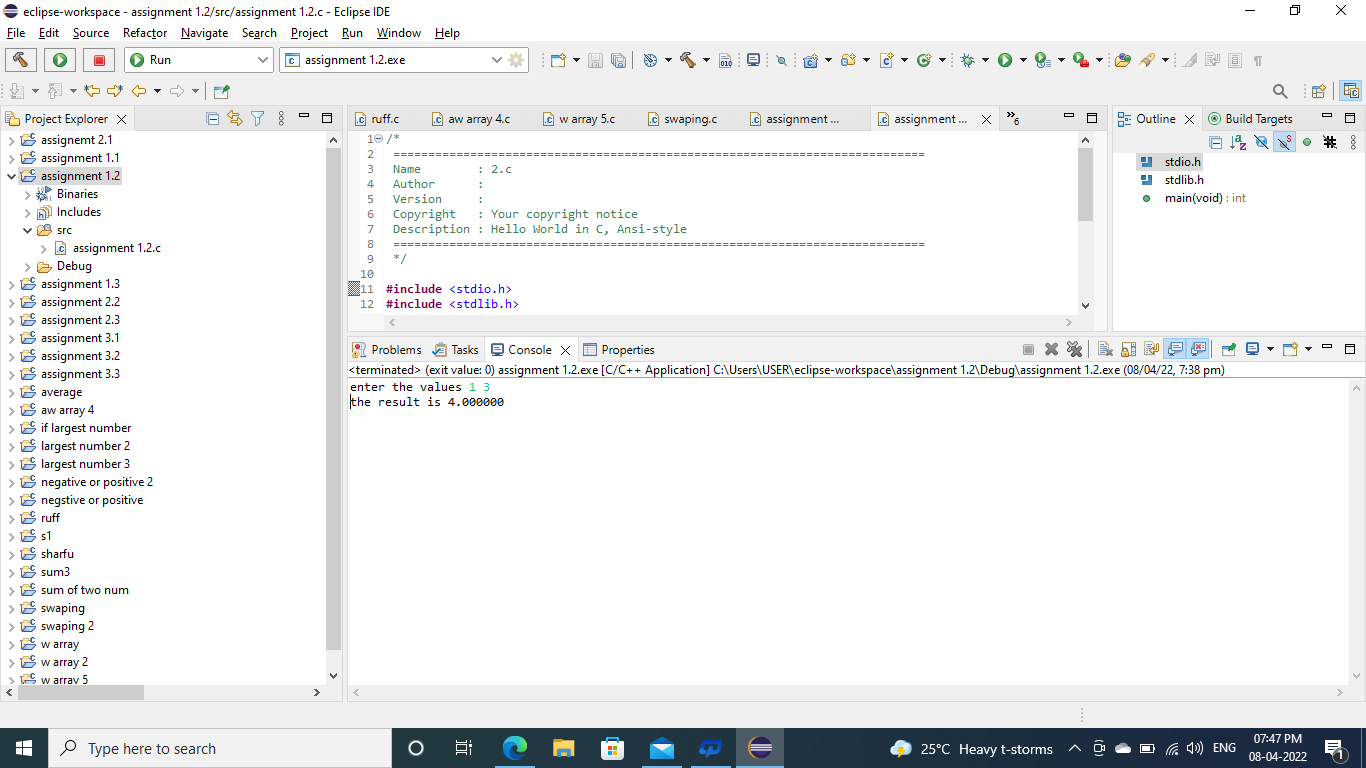 eclipse-workspace - assignment 1.2/src/assignment 1.2.c - Eclipse IDE
File Edit Source Refactor Navigate Search Project Run Window Help
Run
assignment 1.2.exe
Project Explorer
assignemt 2.1
assignment 1.1
assignment 1.2
Binaries
Includes
src
assignment 1.2.c
Debug
assignment 1.3
assignment 2.2
assignment 2.3
assignment 3.1
assignment 3.2
assignment 3.3
average
aw array 4
if largest number
largest number 2
largest number 3
negative or positive 2
negstive or positive
ruff
s1
sharfu
sum3
sum of two num
swaping
swaping 2
w array
w array 2
w array 5
ruff.c
aw array 4.c
w array 5.c
swaping.c
assignment ...
assignment ...
»6
1 /*
2 ============================================================================
3 Name : 2.c
4 Author :
5 Version :
6 Copyright : Your copyright notice
7 Description : Hello World in C, Ansi-style
8 ============================================================================
9 */
10
11 #include <stdio.h>
12 #include <stdlib.h>
Outline
Build Targets
stdio.h
stdlib.h
main(void) : int
Problems Tasks Console Properties
<terminated> (exit value: 0) assignment 1.2.exe [C/C++ Application] C:\Users\USER\eclipse-workspace\assignment 1.2\Debug\assignment 1.2.exe (08/04/22, 7:38 pm)
enter the values 1 3
the result is 4.000000
Type here to search
25°C Heavy t-storms
ENG
07:47 PM
08-04-2022
1